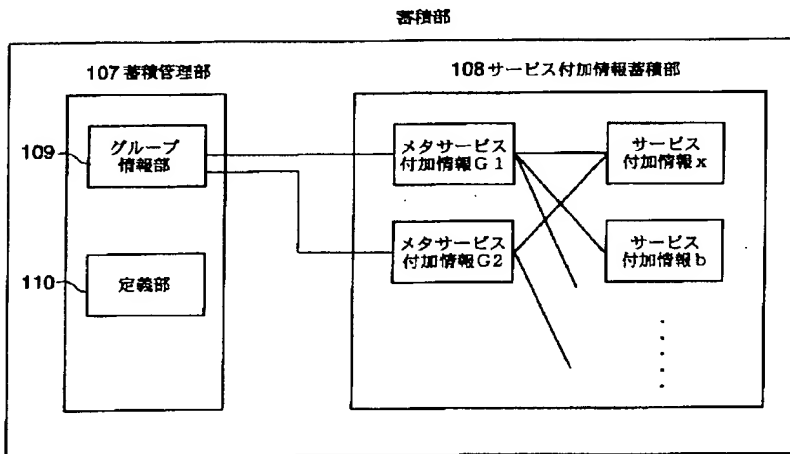 蓄積部
107 蓄積管理部
108 サービス付加情報蓄積部
109
グループ
情報部
メタサービス
付加情報G1
サービス
付加情報x
メタサービス
付加情報G2
サービス
付加情報b
110
定義部